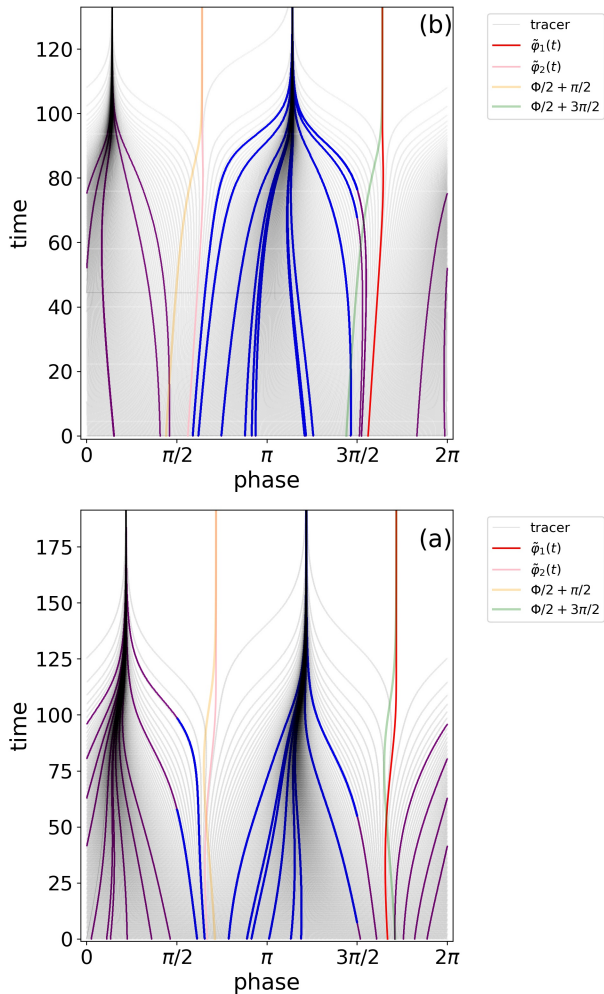 (b)
120
100
80
60
40
20
0
time
0 π/2 π 3π/2 2π
phase
tracer
φ̃₁(t)
φ̃₂(t)
Φ/2 + π/2
Φ/2 + 3π/2
(a)
175
150
125
100
75
50
25
0
time
0 π/2 π 3π/2 2π
phase
tracer
φ̃₁(t)
φ̃₂(t)
Φ/2 + π/2
Φ/2 + 3π/2